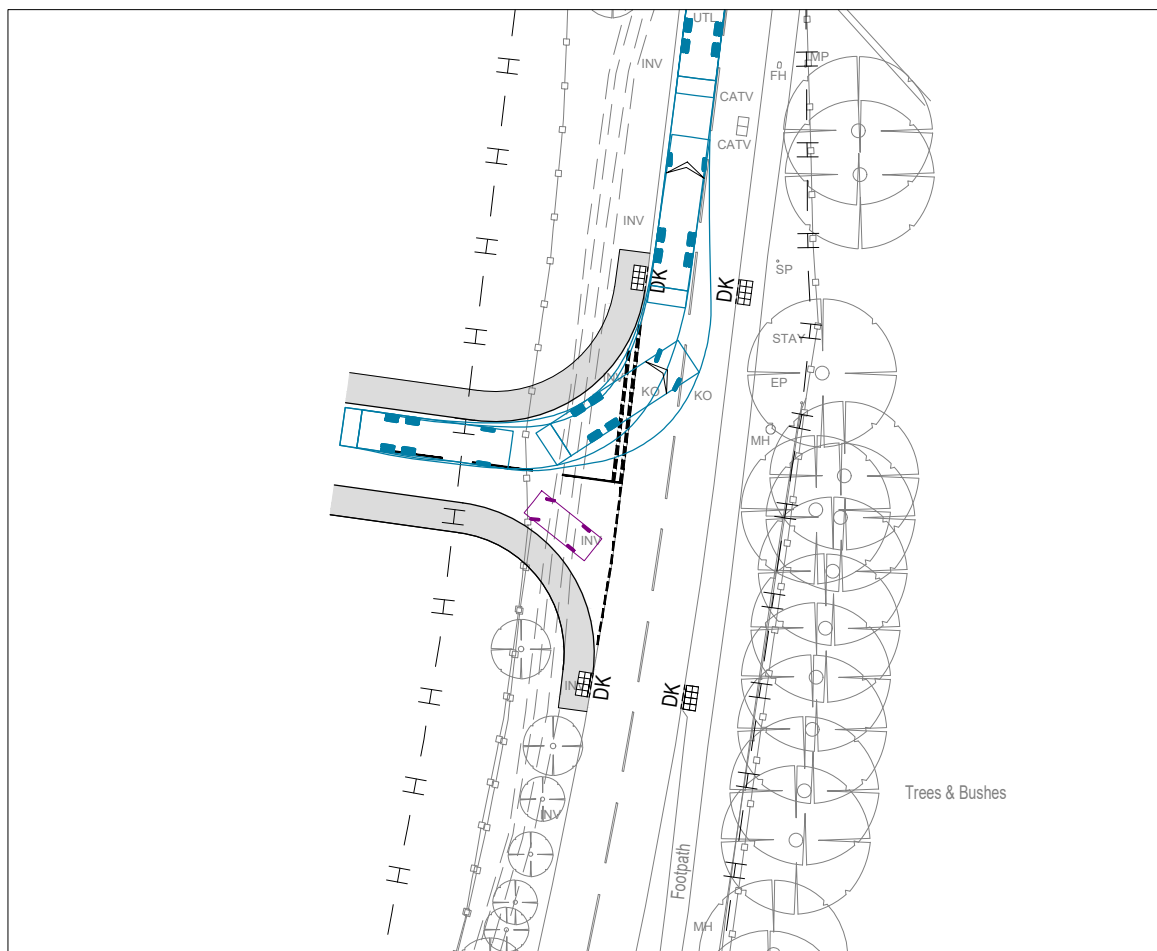 UTL
INV
MP
FH
CATV
CATV
INV
SP
DK
DK
STAY
INV
EP
KO
KO
MH
INV
INV
DK
DK
Trees & Bushes
INV
Footpath
MH
H
H
H
H
H
H
H
H
H
H